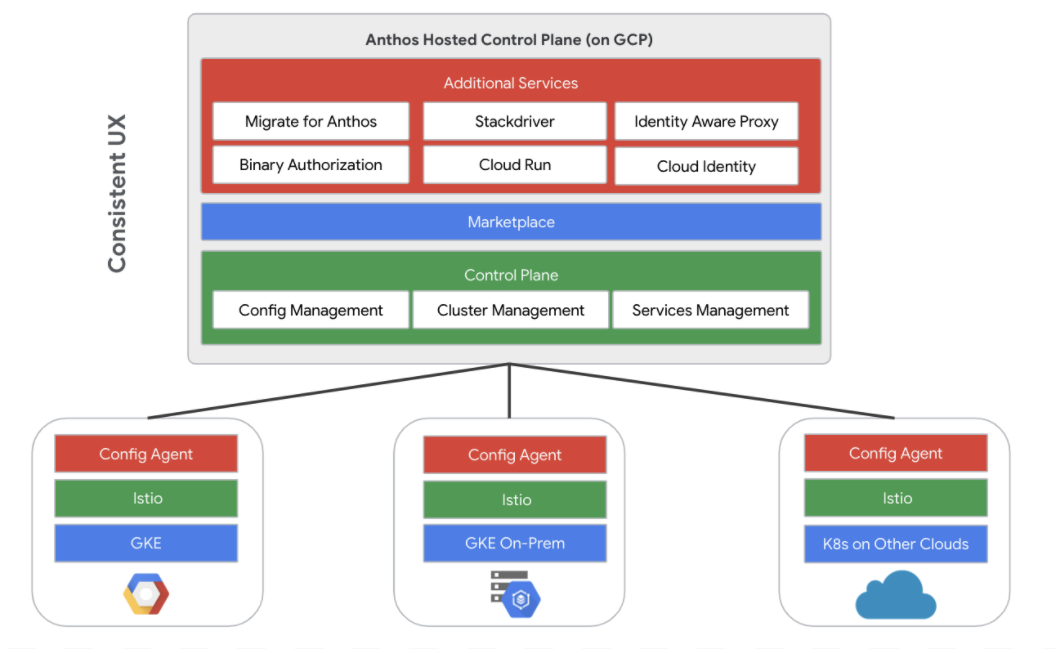 Consistent UX
Anthos Hosted Control Plane (on GCP)
Additional Services
Migrate for Anthos
Stackdriver
Identity Aware Proxy
Binary Authorization
Cloud Run
Cloud Identity
Marketplace
Control Plane
Config Management
Cluster Management
Services Management
Config Agent
Istio
GKE
Config Agent
Istio
GKE On-Prem
Config Agent
Istio
K8s on Other Clouds